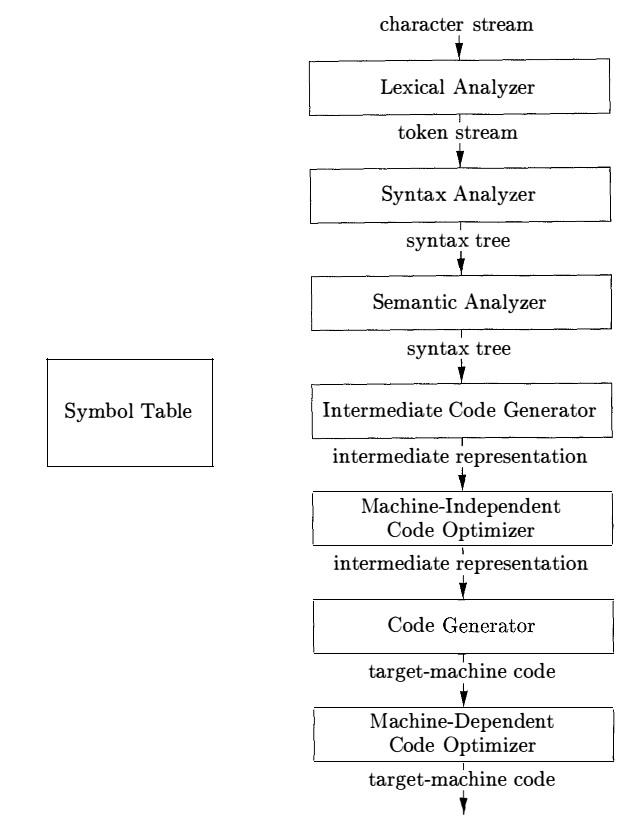 character stream
Lexical Analyzer
token stream
Syntax Analyzer
syntax tree
Semantic Analyzer
syntax tree
Symbol Table
Intermediate Code Generator
intermediate representation
Machine-Independent
Code Optimizer
intermediate representation
Code Generator
target-machine code
Machine-Dependent
Code Optimizer
target-machine code